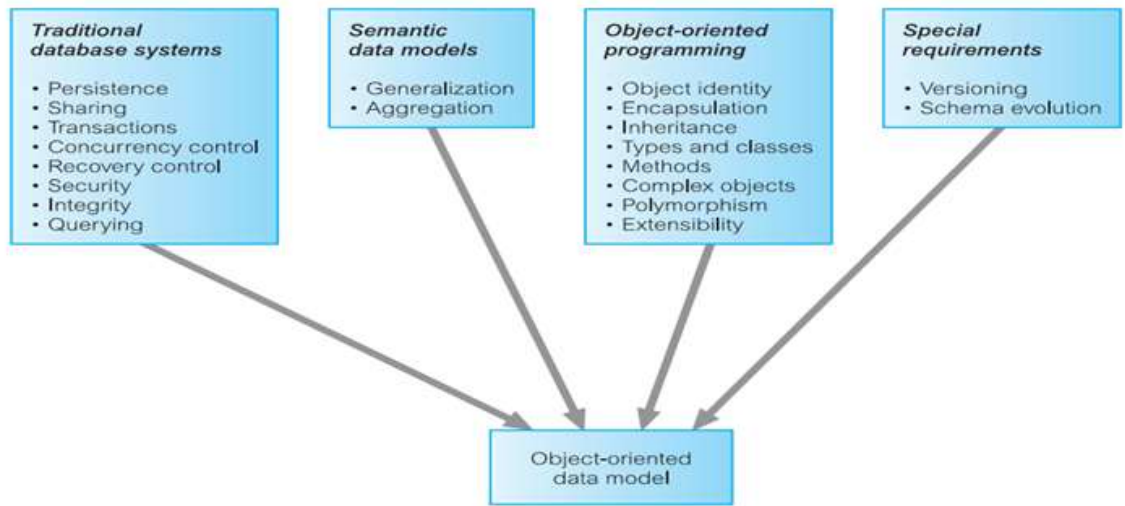 Traditional
database systems
• Persistence
• Sharing
• Transactions
• Concurrency control
• Recovery control
• Security
• Integrity
• Querying
Semantic
data models
• Generalization
• Aggregation
Object-oriented
programming
• Object identity
• Encapsulation
• Inheritance
• Types and classes
• Methods
• Complex objects
• Polymorphism
• Extensibility
Special
requirements
• Versioning
• Schema evolution
Object-oriented
data model